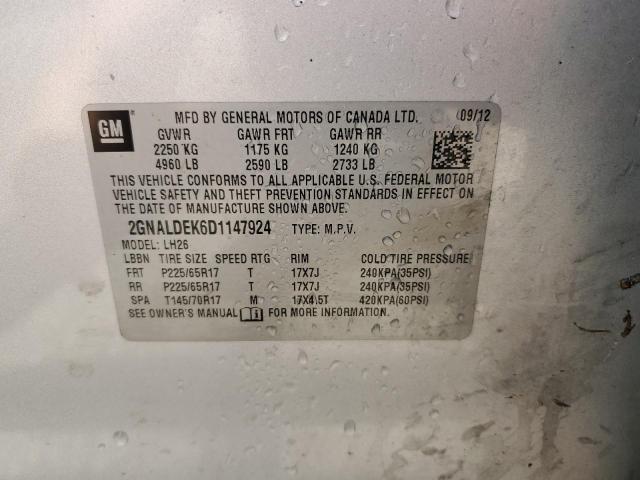 GM
MFD BY GENERAL MOTORS OF CANADA LTD. 09/12
GVWR GAWR FRT GAWR RR
2250 KG 1175 KG 1240 KG
4960 LB 2590 LB 2733 LB
THIS VEHICLE CONFORMS TO ALL APPLICABLE U.S. FEDERAL MOTOR
VEHICLE SAFETY AND THEFT PREVENTION STANDARDS IN EFFECT ON
THE DATE OF MANUFACTURE SHOWN ABOVE.
2GNALDEK6D1147924 TYPE: M.P.V.
MODEL: LH26
LBBN TIRE SIZE SPEED RTG RIM COLD TIRE PRESSURE
FRT P225/65R17 T 17X7J 240KPA(35PSI)
RR P225/65R17 T 17X7J 240KPA(35PSI)
SPA T145/70R17 M 17X4.5T 420KPA(60PSI)
SEE OWNER'S MANUAL FOR MORE INFORMATION.